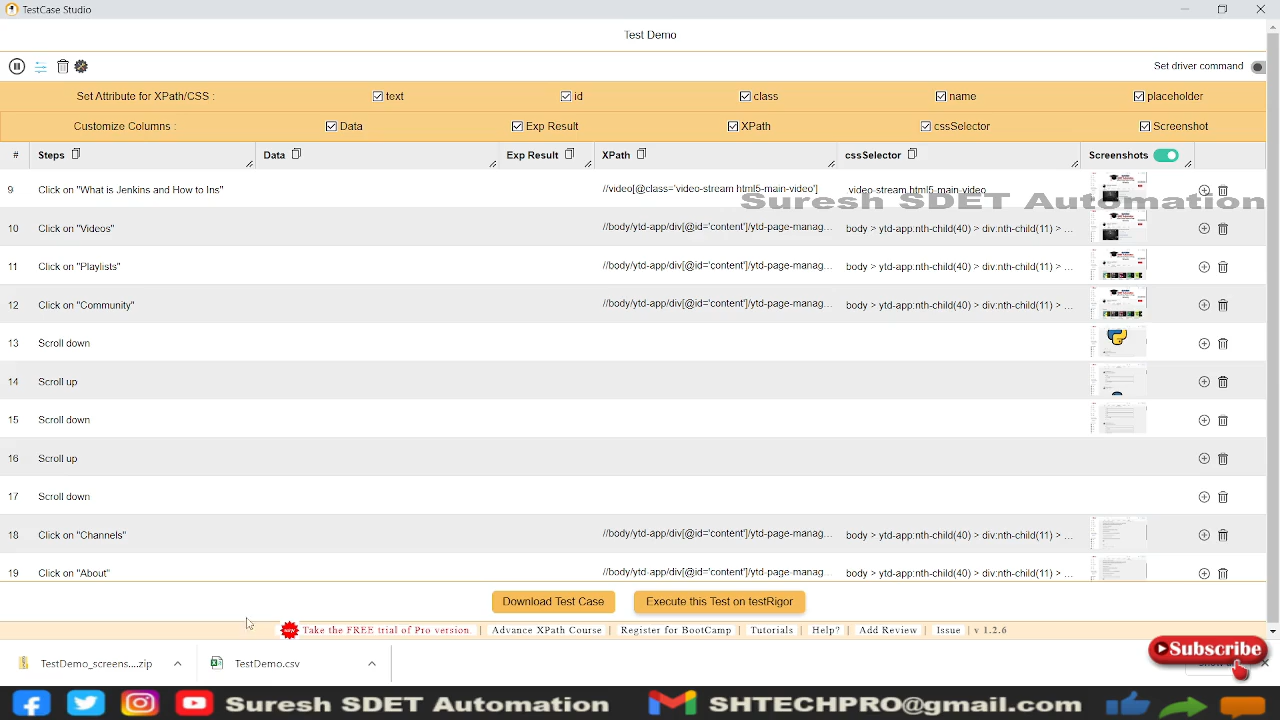 TestCase Studio
Test Demo
Set driver command
Set Attribute for XPath/CSS : text id class name placeholder
Customize Columns : Data Exp Result XPath cssSelector Screenshot
# Steps Data Exp Result XPath cssSelector Screenshots
9 Click on "What is Jenkins and How to Ins" //video[@class='video-stream html5-main-video'] .video-stream.html5-main-video
Suresh SDET Automation
10 Click on "Videos" //body/ytd-app/div[@id='content']/ytd-page-manag... body > ytd-app:nth-child(40) > div:nth-child(11) > ...
11 Click on "Playlists" //body/ytd-app/div[@id='content']/ytd-page-manag... body > ytd-app:nth-child(40) > div:nth-child(11) > ...
12 Click on "Community" //body/ytd-app/div[@id='content']/ytd-page-manag... body > ytd-app:nth-child(40) > div:nth-child(11) > ...
13 Scroll down
14 Scroll up
15 Scroll down
16 Scroll up
17 Scroll down
18 Click on "Channels" //body/ytd-app/div[@id='content']/ytd-page-manag... body > ytd-app:nth-child(40) > div:nth-child(11) > ...
19 Click on "About" //body/ytd-app/div[@id='content']/ytd-page-manag... body > ytd-app:nth-child(40) > div:nth-child(11) > ...
Download Test Case Execute this Test on testRigor
NEW Take the FREE trial of Pro version. | Advance XPath Course | Register for BootCamp | Tutorials | Help? | Add Review | Issue | v 1.2.6
TestDemo_screens....zip TestDemo.csv
Subscribe
Suresh SDET Automation SHTECHPRO@gmail.com